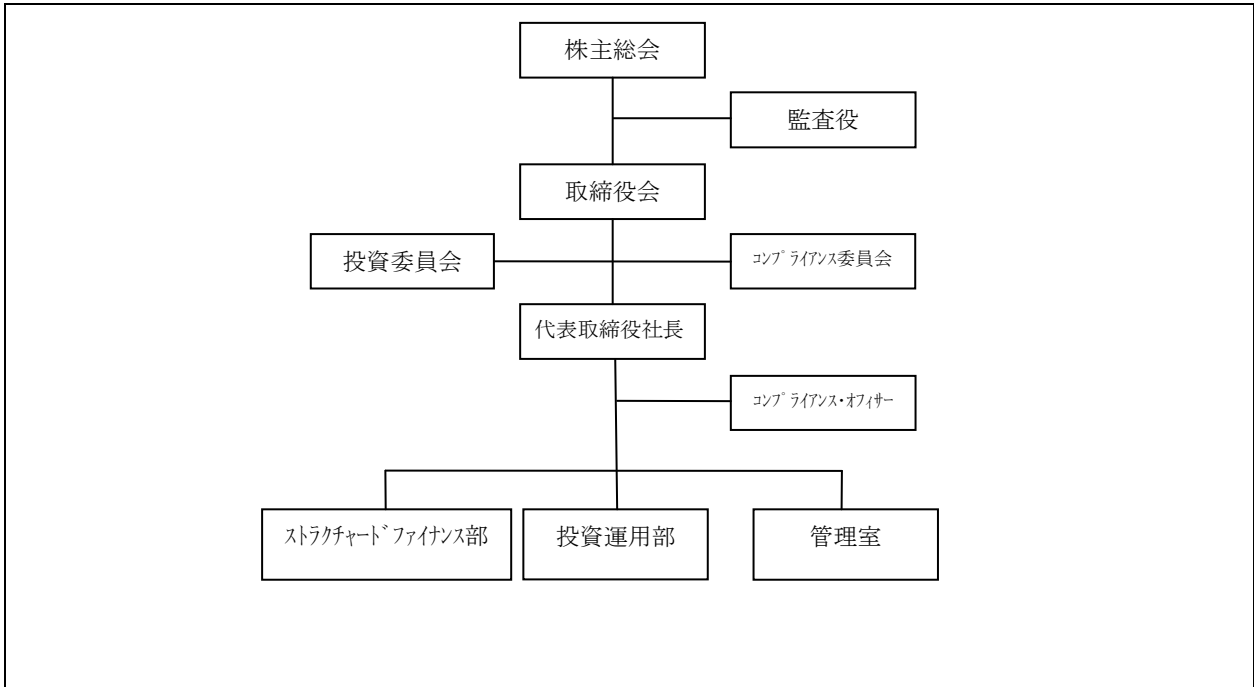 株主総会
監査役
取締役会
投資委員会
ｺﾝﾌﾟﾗｲｱﾝｽ委員会
代表取締役社長
ｺﾝﾌﾟﾗｲｱﾝｽ・ｵﾌｨｻｰ
ｽﾄﾗｸﾁｬｰﾄﾞﾌｧｲﾅﾝｽ部
投資運用部
管理室